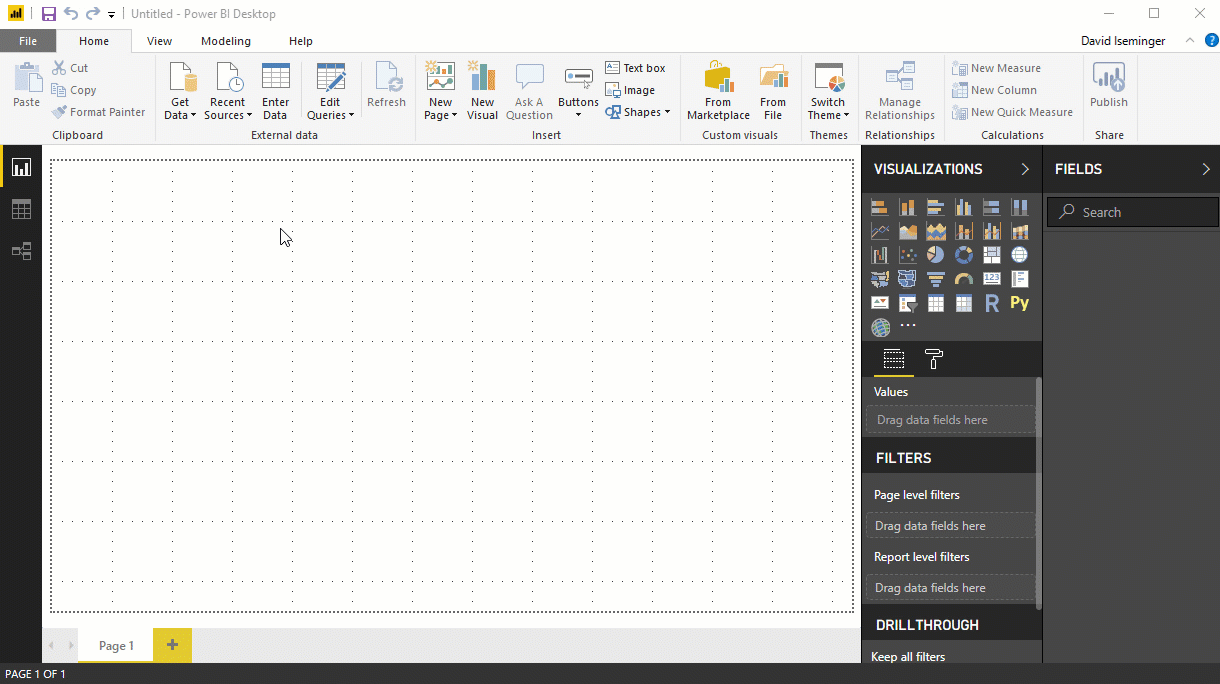 Untitled - Power BI Desktop
File Home View Modeling Help David Iseminger ?
Paste
Cut
Copy
Format Painter
Clipboard
Get Data
Recent Sources
Enter Data
Edit Queries
Refresh
External data
New Page
New Visual
Ask A Question
Buttons
Text box
Image
Shapes
Insert
From Marketplace
From File
Custom visuals
Switch Theme
Themes
Manage Relationships
Relationships
New Measure
New Column
New Quick Measure
Calculations
Publish
Share
VISUALIZATIONS
123
R Py
Values
Drag data fields here
FILTERS
Page level filters
Drag data fields here
Report level filters
Drag data fields here
DRILLTHROUGH
Keep all filters
FIELDS
Search
Page 1 +
PAGE 1 OF 1